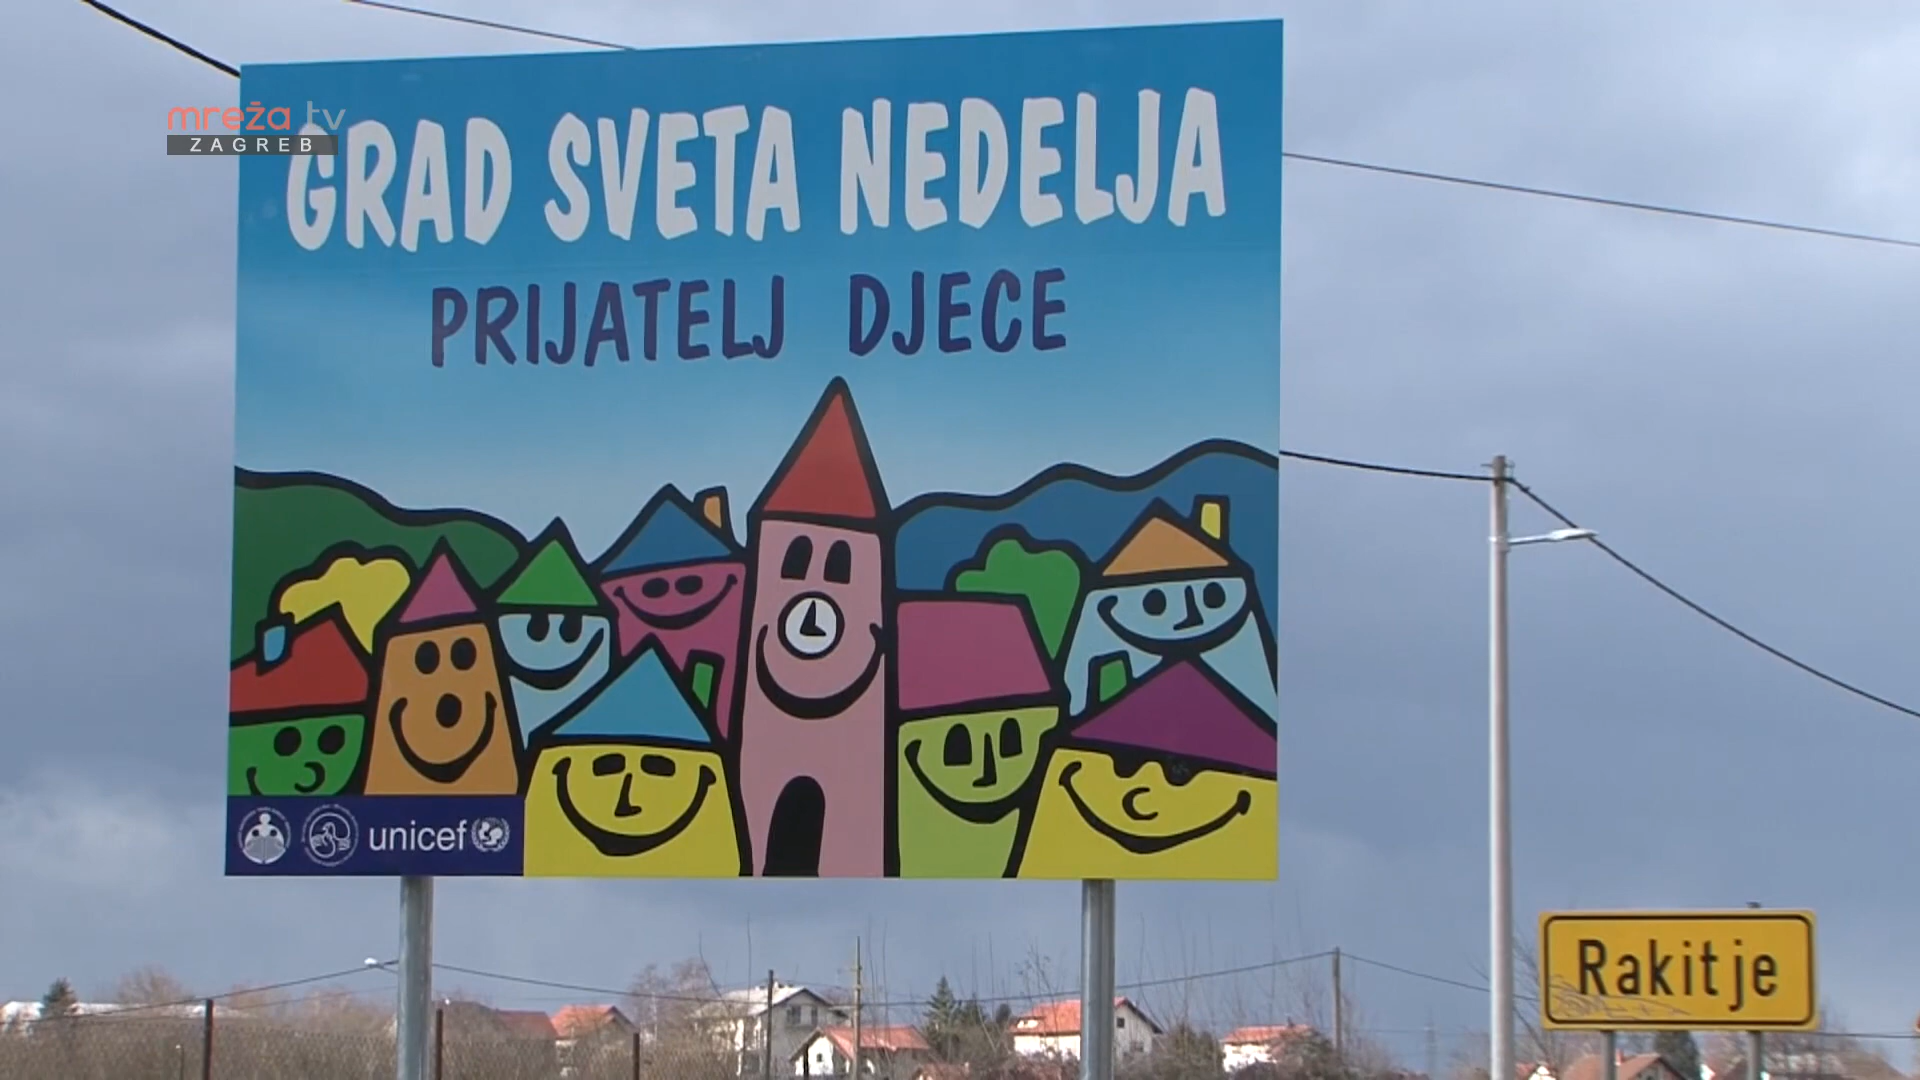 mreža tv
ZAGREB
GRAD SVETA NEDELJA
PRIJATELJ DJECE
unicef
Rakitje